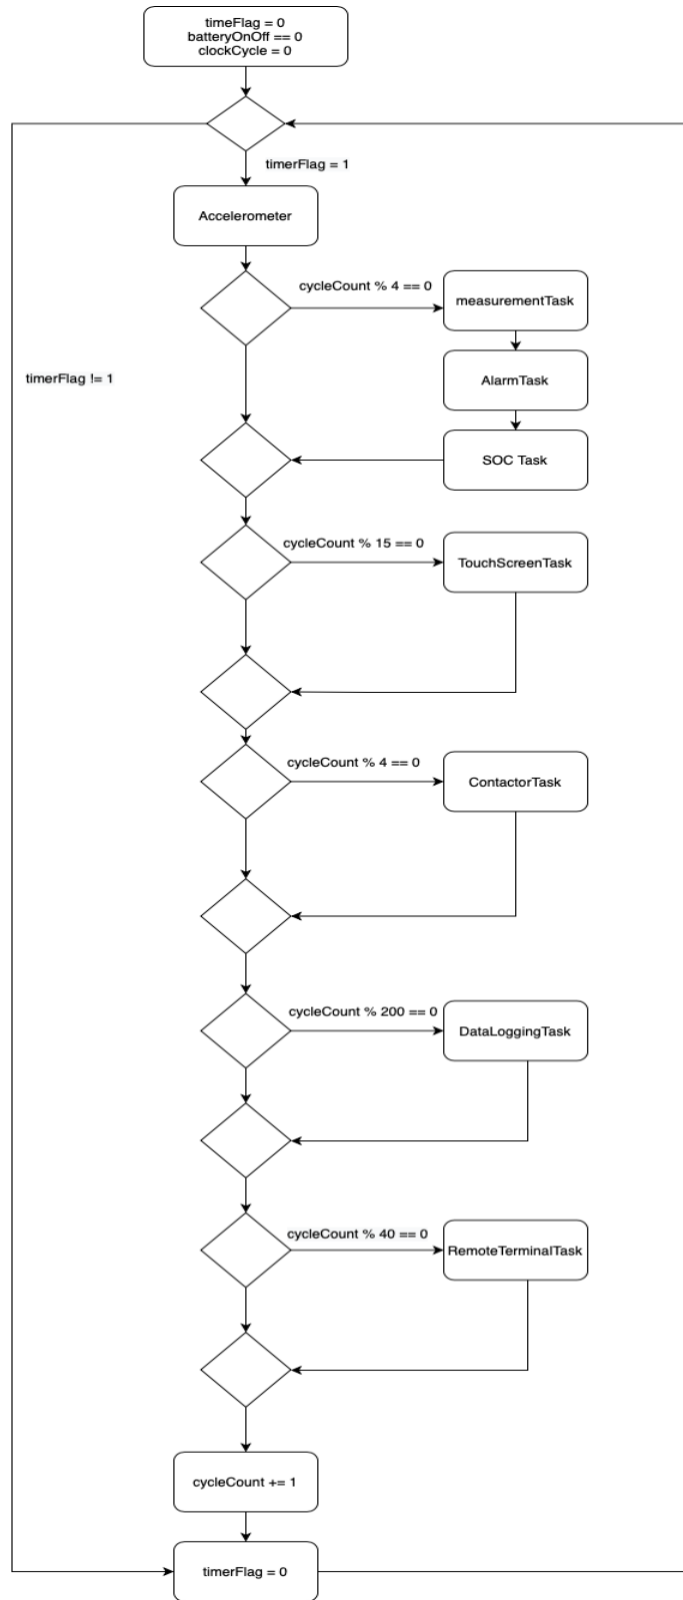 timeFlag = 0
batteryOnOff == 0
clockCycle = 0
timerFlag = 1
Accelerometer
cycleCount % 4 == 0
measurementTask
timerFlag != 1
AlarmTask
SOC Task
cycleCount % 15 == 0
TouchScreenTask
cycleCount % 4 == 0
ContactorTask
cycleCount % 200 == 0
DataLoggingTask
cycleCount % 40 == 0
RemoteTerminalTask
cycleCount += 1
timerFlag = 0